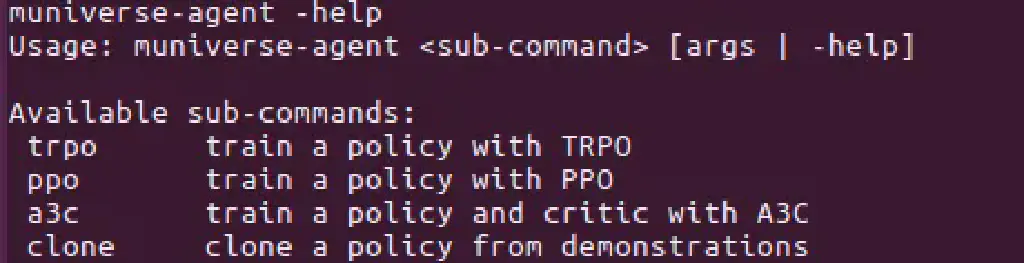 muniverse-agent -help
Usage: muniverse-agent <sub-command> [args | -help]
Available sub-commands:
trpo train a policy with TRPO
ppo train a policy with PPO
a3c train a policy and critic with A3C
clone clone a policy from demonstrations